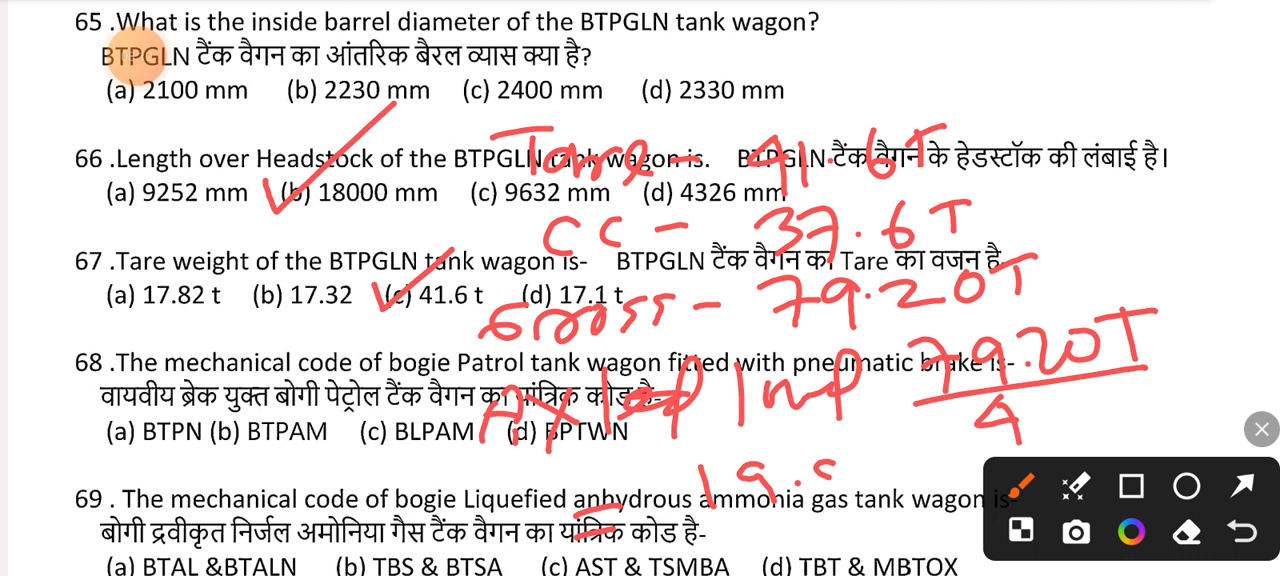 65 .What is the inside barrel diameter of the BTPGLN tank wagon?
BTPGLN टैंक वैगन का आंतरिक बैरल व्यास क्या है?
(a) 2100 mm (b) 2230 mm (c) 2400 mm (d) 2330 mm
Tare - 41.6T
66 .Length over Headstock of the BTPGLN tank wagon is. BTPGLN टैंक वैगन के हेडस्टॉक की लंबाई है।
(a) 9252 mm (b) 18000 mm (c) 9632 mm (d) 4326 mm
CC - 37.6T
67 .Tare weight of the BTPGLN tank wagon is- BTPGLN टैंक वैगन का Tare का वजन है
(a) 17.82 t (b) 17.32 (c) 41.6 t (d) 17.1 t
Gross - 79.20T
68 .The mechanical code of bogie Patrol tank wagon fitted with pneumatic brake is-
वायवीय ब्रेक युक्त बोगी पेट्रोल टैंक वैगन का यांत्रिक कोड है-
79.20T
4
(a) BTPN (b) BTPAM (c) BLPAM (d) BPTWN
= 19.8
69 . The mechanical code of bogie Liquefied anhydrous ammonia gas tank wagon is-
बोगी द्रवीकृत निर्जल अमोनिया गैस टैंक वैगन का यांत्रिक कोड है-
(a) BTAL &BTALN (b) TBS & BTSA (c) AST & TSMBA (d) TBT & MBTOX